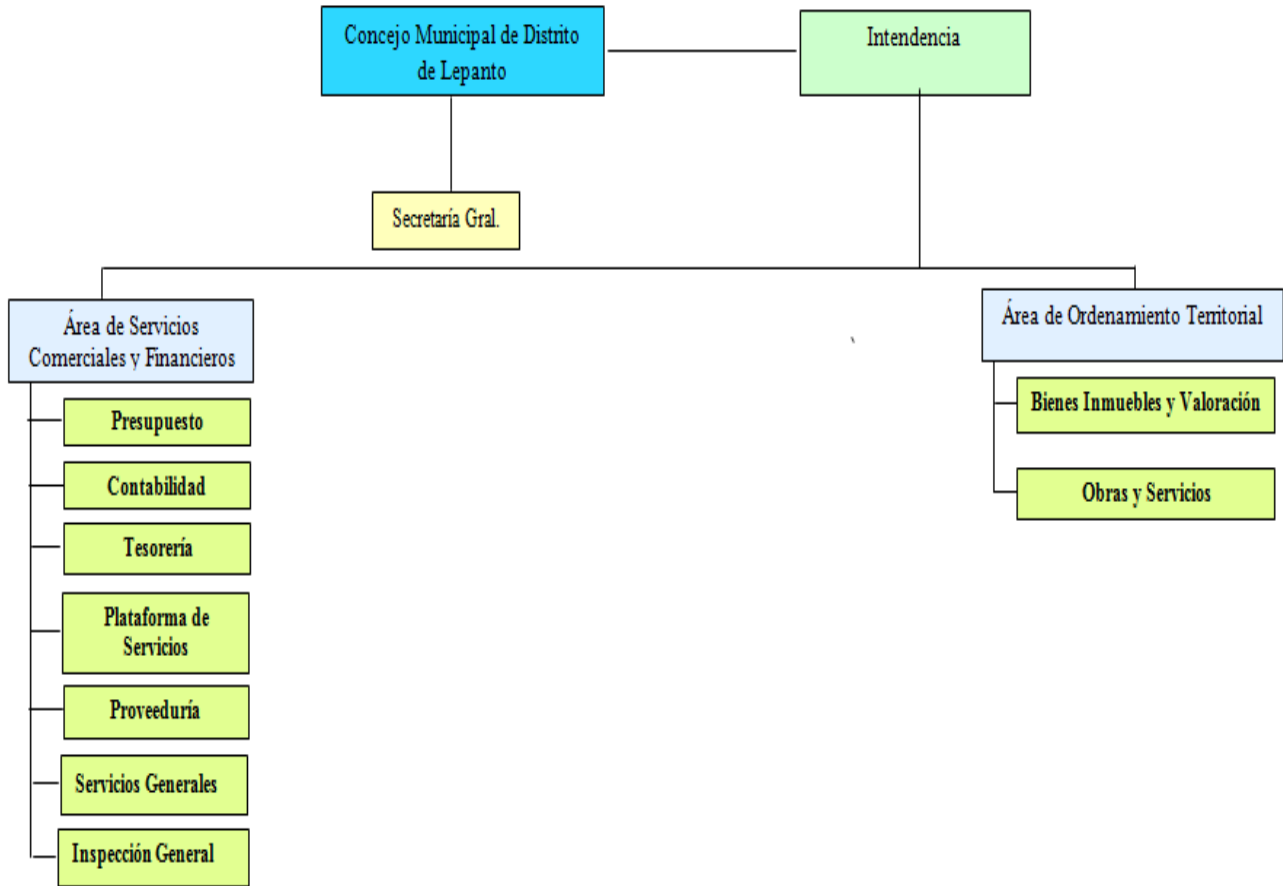 Concejo Municipal de Distrito
de Lepanto
Intendencia
Secretaría Gral.
Área de Servicios
Comerciales y Financieros
Presupuesto
Contabilidad
Tesorería
Plataforma de
Servicios
Proveeduría
Servicios Generales
Inspección General
Área de Ordenamiento Territorial
Bienes Inmuebles y Valoración
Obras y Servicios